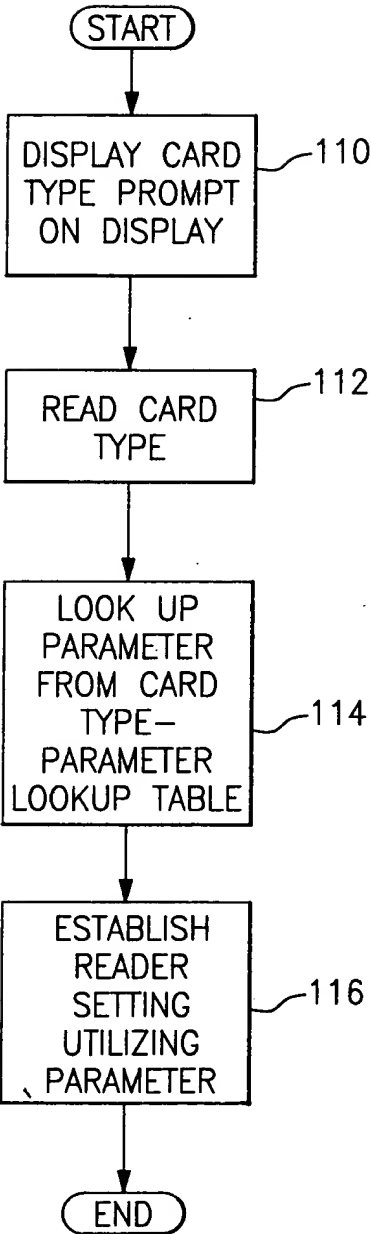 START
DISPLAY CARD
TYPE PROMPT
ON DISPLAY
110
READ CARD
TYPE
112
LOOK UP
PARAMETER
FROM CARD
TYPE-
PARAMETER
LOOKUP TABLE
114
ESTABLISH
READER
SETTING
UTILIZING
PARAMETER
116
END